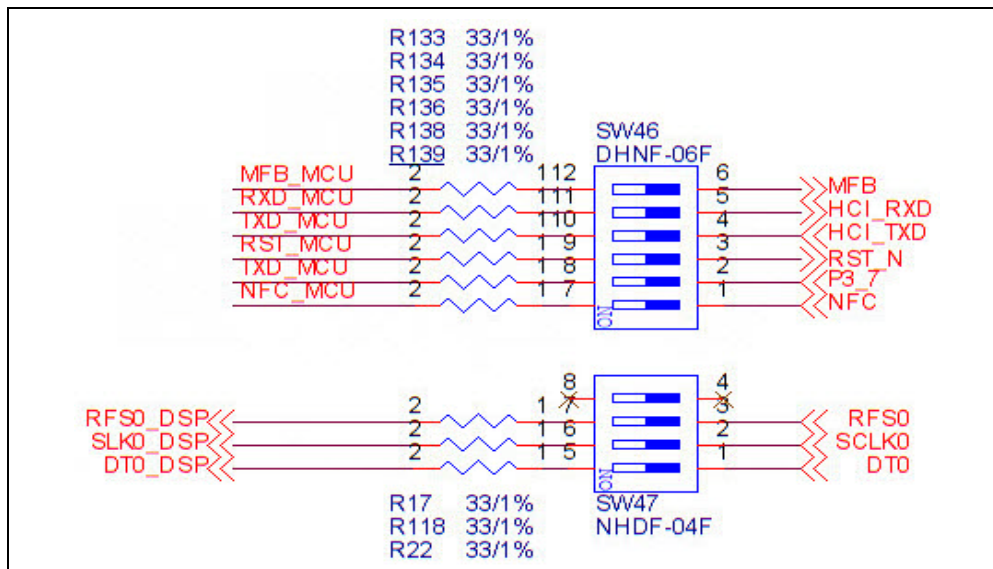 R133 33/1%
R134 33/1%
R135 33/1%
R136 33/1%
R138 33/1%
R139 33/1%
SW46
DHNF-06F
MFB_MCU 2 1 12 6 MFB
RXD_MCU 2 1 11 5 HCI_RXD
TXD_MCU 2 1 10 4 HCI_TXD
RST_MCU 2 1 9 3 RST_N
TXD_MCU 2 1 8 2 P3_7
NFC_MCU 2 1 7 1 NFC
ON
8 4
RFS0_DSP 2 1 7 3 RFS0
SLK0_DSP 2 1 6 2 SCLK0
DT0_DSP 2 1 5 1 DT0
ON
R17 33/1%
R118 33/1%
R22 33/1%
SW47
NHDF-04F